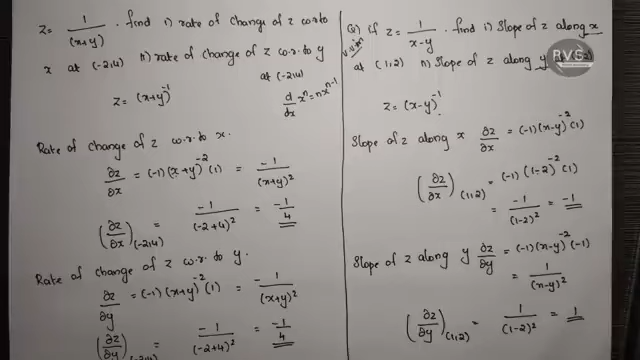 z = 1/(x+y) . find i) rate of change of z w.r.to
x at (-2,4) ii) rate of change of z w.r.to y
at (-2,4)
z = (x+y)^-1
d/dx x^n = nx^n-1
Rate of change of z w.r.to x.
∂z/∂x = (-1)(x+y)^-2 (1) = -1/(x+y)^2
(∂z/∂x)(-2,4) = -1/(-2+4)^2 = -1/4
Rate of change of z w.r.to y.
∂z/∂y = (-1)(x+y)^-2 (1) = -1/(x+y)^2
(∂z/∂y)(-2,4) = -1/(-2+4)^2 = -1/4
Q) if z = 1/(x-y) . find i) Slope of z along x
at (1,2) ii) Slope of z along y at
z = (x-y)^-1
Slope of z along x ∂z/∂x = (-1)(x-y)^-2 (1)
(∂z/∂x)(1,2) = (-1)(1-2)^-2 (1)
= -1/(1-2)^2 = -1
Slope of z along y ∂z/∂y = (-1)(x-y)^-2 (-1)
= 1/(x-y)^2
(∂z/∂y)(1,2) = 1/(1-2)^2 = 1
RVS